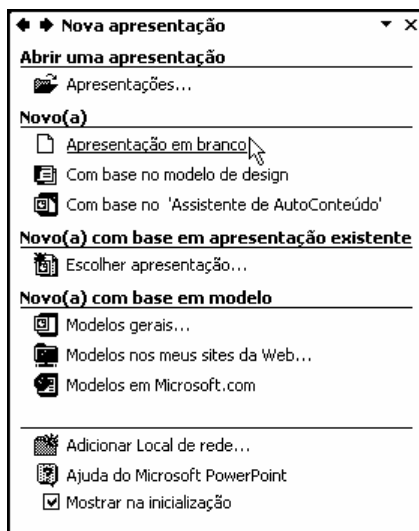 Nova apresentação
Abrir uma apresentação
Apresentações...
Novo(a)
Apresentação em branco
Com base no modelo de design
Com base no 'Assistente de AutoConteúdo'
Novo(a) com base em apresentação existente
Escolher apresentação...
Novo(a) com base em modelo
Modelos gerais...
Modelos nos meus sites da Web...
Modelos em Microsoft.com
Adicionar Local de rede...
Ajuda do Microsoft PowerPoint
Mostrar na inicialização